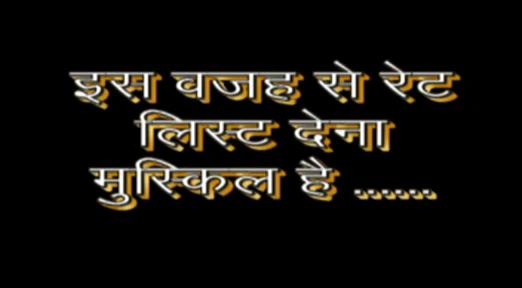 इस वजह से रेट
लिस्ट देना
मुस्किल है ......